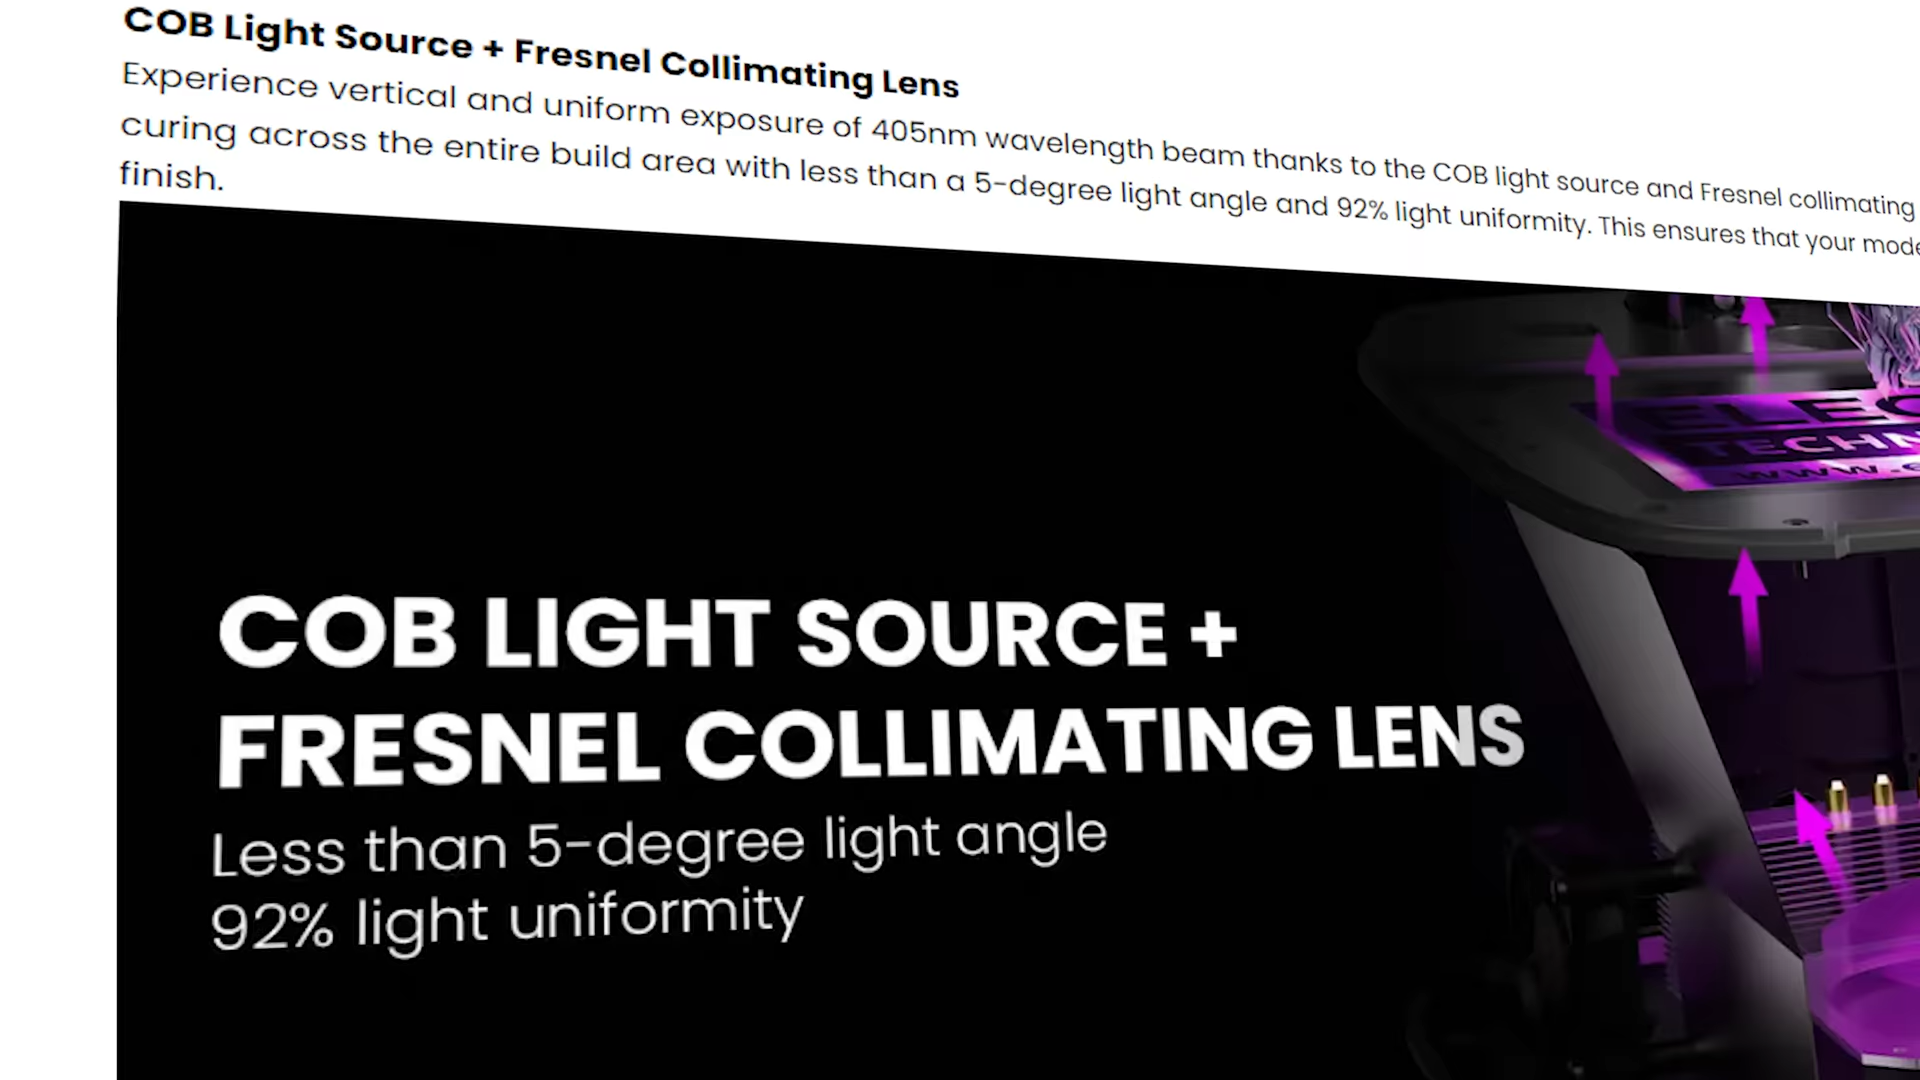 COB Light Source + Fresnel Collimating Lens
Experience vertical and uniform exposure of 405nm wavelength beam thanks to the COB light source and Fresnel collimating
curing across the entire build area with less than a 5-degree light angle and 92% light uniformity. This ensures that your
finish.
COB LIGHT SOURCE +
FRESNEL COLLIMATING LENS
Less than 5-degree light angle
92% light uniformity